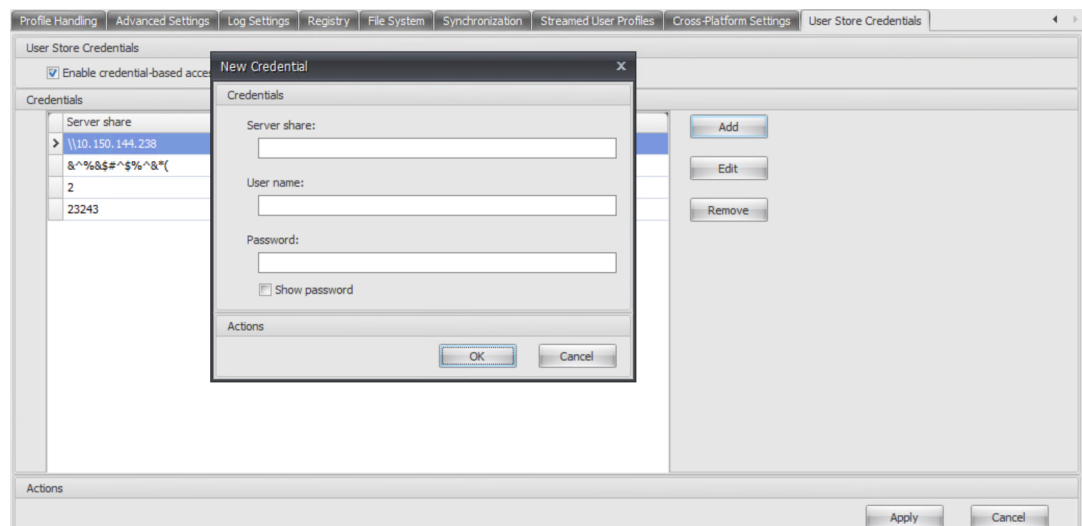 Profile Handling Advanced Settings Log Settings Registry File System Synchronization Streamed User Profiles Cross-Platform Settings User Store Credentials
User Store Credentials
Enable credential-based
New Credential x
Credentials
Credentials
Server share
\\10.150.144.238
&^%&$#^$%^&*(
2
23243
Server share:
User name:
Password:
Show password
Actions
OK Cancel
Add
Edit
Remove
Actions
Apply Cancel